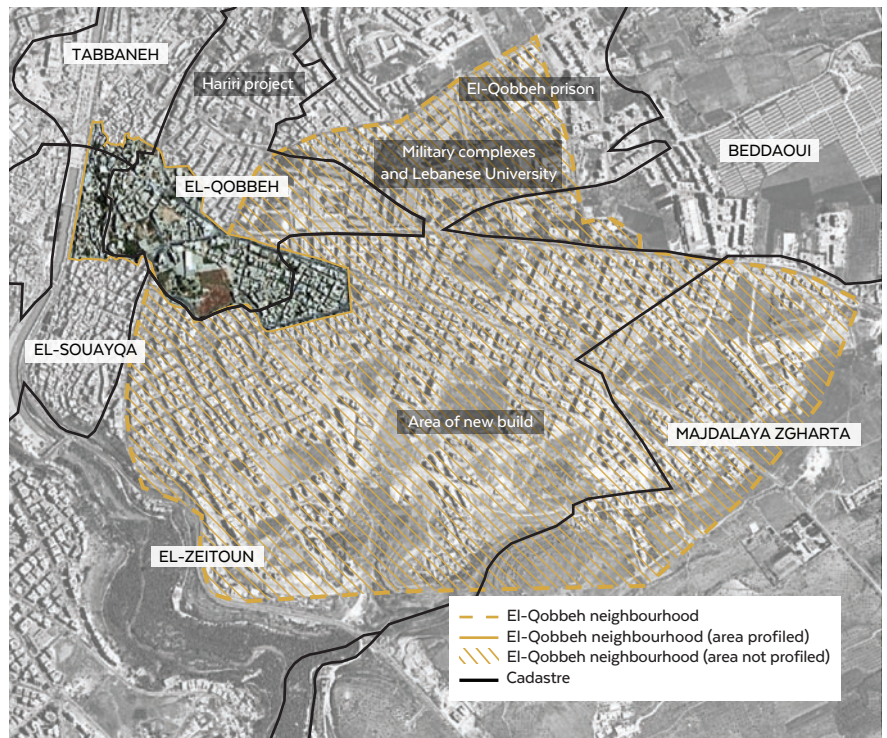 TABBANEH
Hariri project
El-Qobbeh prison
Military complexes
and Lebanese University
BEDDAOUI
EL-QOBBEH
EL-SOUAYQA
Area of new build
MAJDALAYA ZGHARTA
EL-ZEITOUN
El-Qobbeh neighbourhood
El-Qobbeh neighbourhood (area profiled)
El-Qobbeh neighbourhood (area not profiled)
Cadastre